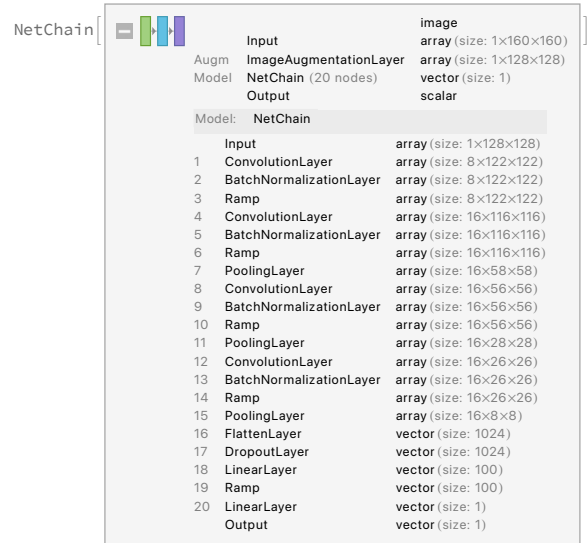 NetChain[
image ]
Input array (size: 1×160×160)
Augm ImageAugmentationLayer array (size: 1×128×128)
Model NetChain (20 nodes) vector (size: 1)
Output scalar
Model: NetChain
Input array (size: 1×128×128)
1 ConvolutionLayer array (size: 8×122×122)
2 BatchNormalizationLayer array (size: 8×122×122)
3 Ramp array (size: 8×122×122)
4 ConvolutionLayer array (size: 16×116×116)
5 BatchNormalizationLayer array (size: 16×116×116)
6 Ramp array (size: 16×116×116)
7 PoolingLayer array (size: 16×58×58)
8 ConvolutionLayer array (size: 16×56×56)
9 BatchNormalizationLayer array (size: 16×56×56)
10 Ramp array (size: 16×56×56)
11 PoolingLayer array (size: 16×28×28)
12 ConvolutionLayer array (size: 16×26×26)
13 BatchNormalizationLayer array (size: 16×26×26)
14 Ramp array (size: 16×26×26)
15 PoolingLayer array (size: 16×8×8)
16 FlattenLayer vector (size: 1024)
17 DropoutLayer vector (size: 1024)
18 LinearLayer vector (size: 100)
19 Ramp vector (size: 100)
20 LinearLayer vector (size: 1)
Output vector (size: 1)